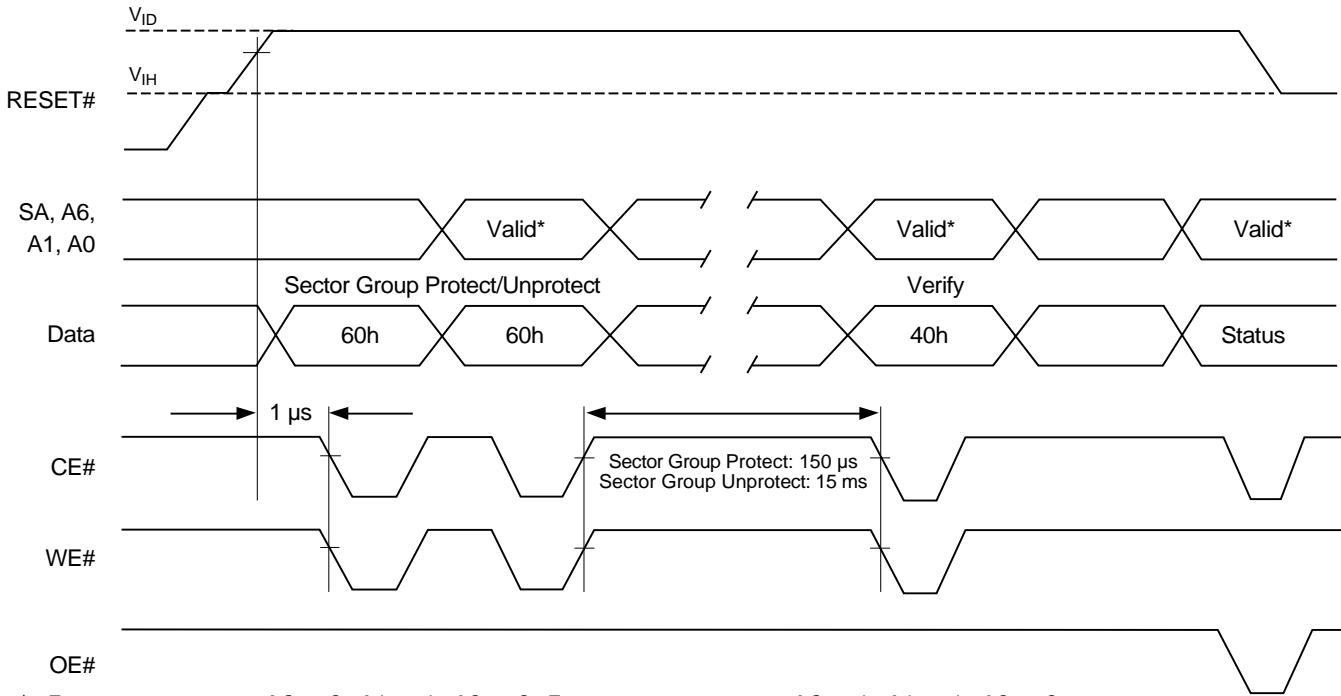 VID
VIH
RESET#
SA, A6,
A1, A0
Valid*
Valid*
Valid*
Sector Group Protect/Unprotect
Verify
Data
60h
60h
40h
Status
1 µs
CE#
Sector Group Protect: 150 µs
Sector Group Unprotect: 15 ms
WE#
OE#